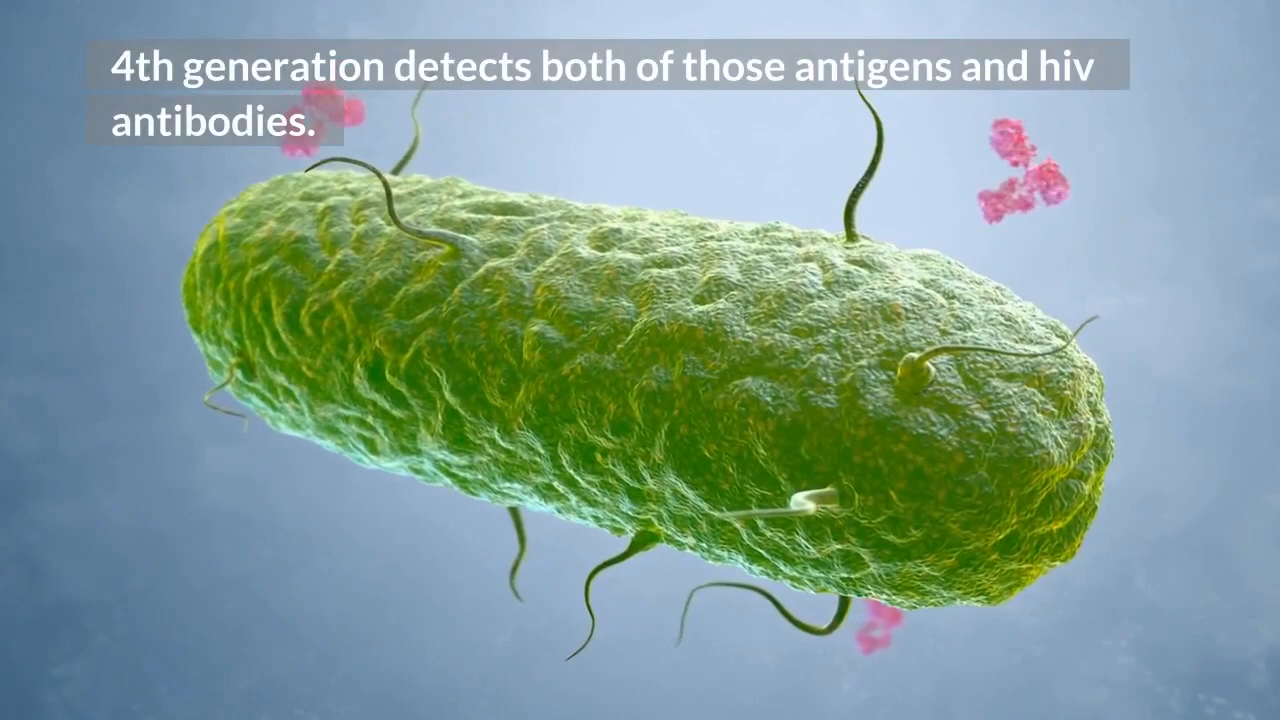 4th generation detects both of those antigens and hiv
antibodies.